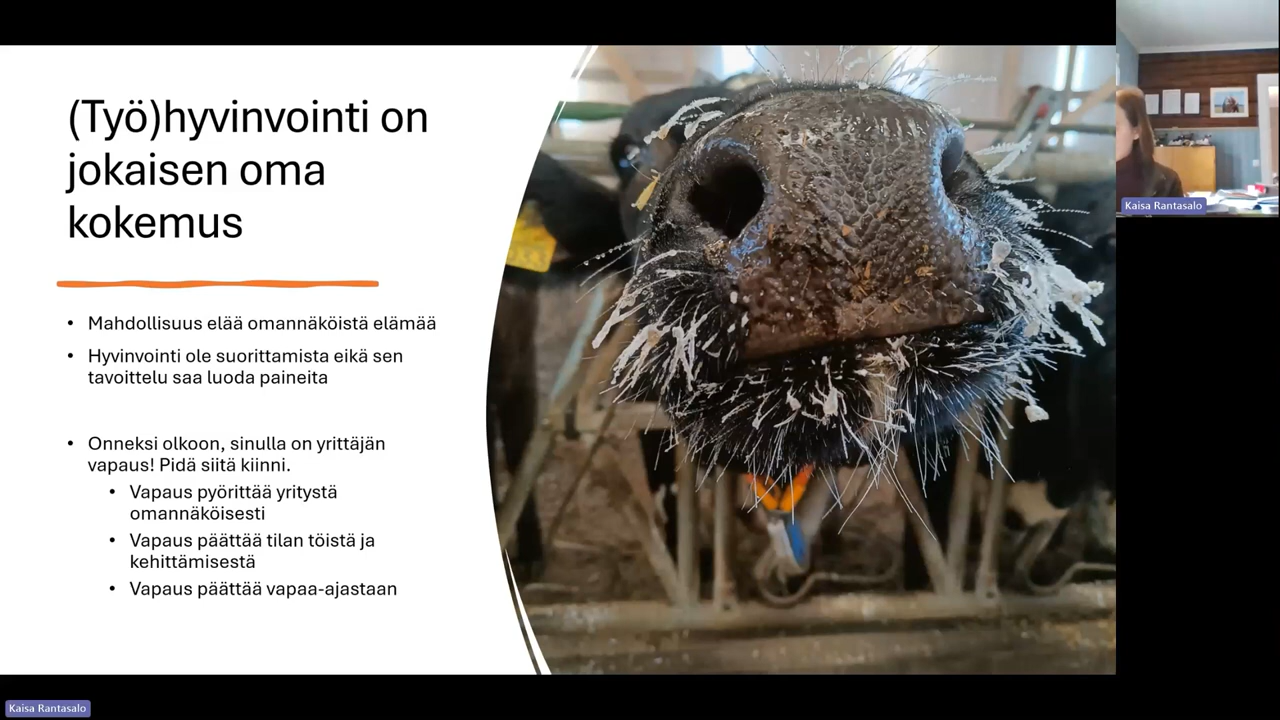 (Työ)hyvinvointi on
jokaisen oma
kokemus
• Mahdollisuus elää omannäköistä elämää
• Hyvinvointi ole suorittamista eikä sen
tavoittelu saa luoda paineita
• Onneksi olkoon, sinulla on yrittäjän
vapaus! Pidä siitä kiinni.
• Vapaus pyörittää yritystä
omannäköisesti
• Vapaus päättää tilan töistä ja
kehittämisestä
• Vapaus päättää vapaa-ajastaan
Kaisa Rantasalo
Kaisa Rantasalo